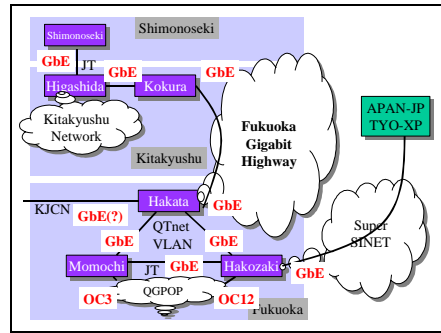 Shimonoseki
Shimonoseki
GbE
JT
GbE
GbE
Higashida
Kokura
Kitakyushu
Network
Kitakyushu
Fukuoka
Gigabit
Highway
APAN-JP
TYO-XP
Hakata
KJCN
GbE(?)
GbE
QTnet
VLAN
GbE
GbE
Super
SINET
Momochi
JT
GbE
Hakozaki
GbE
OC3
QGPOP
OC12
Fukuoka